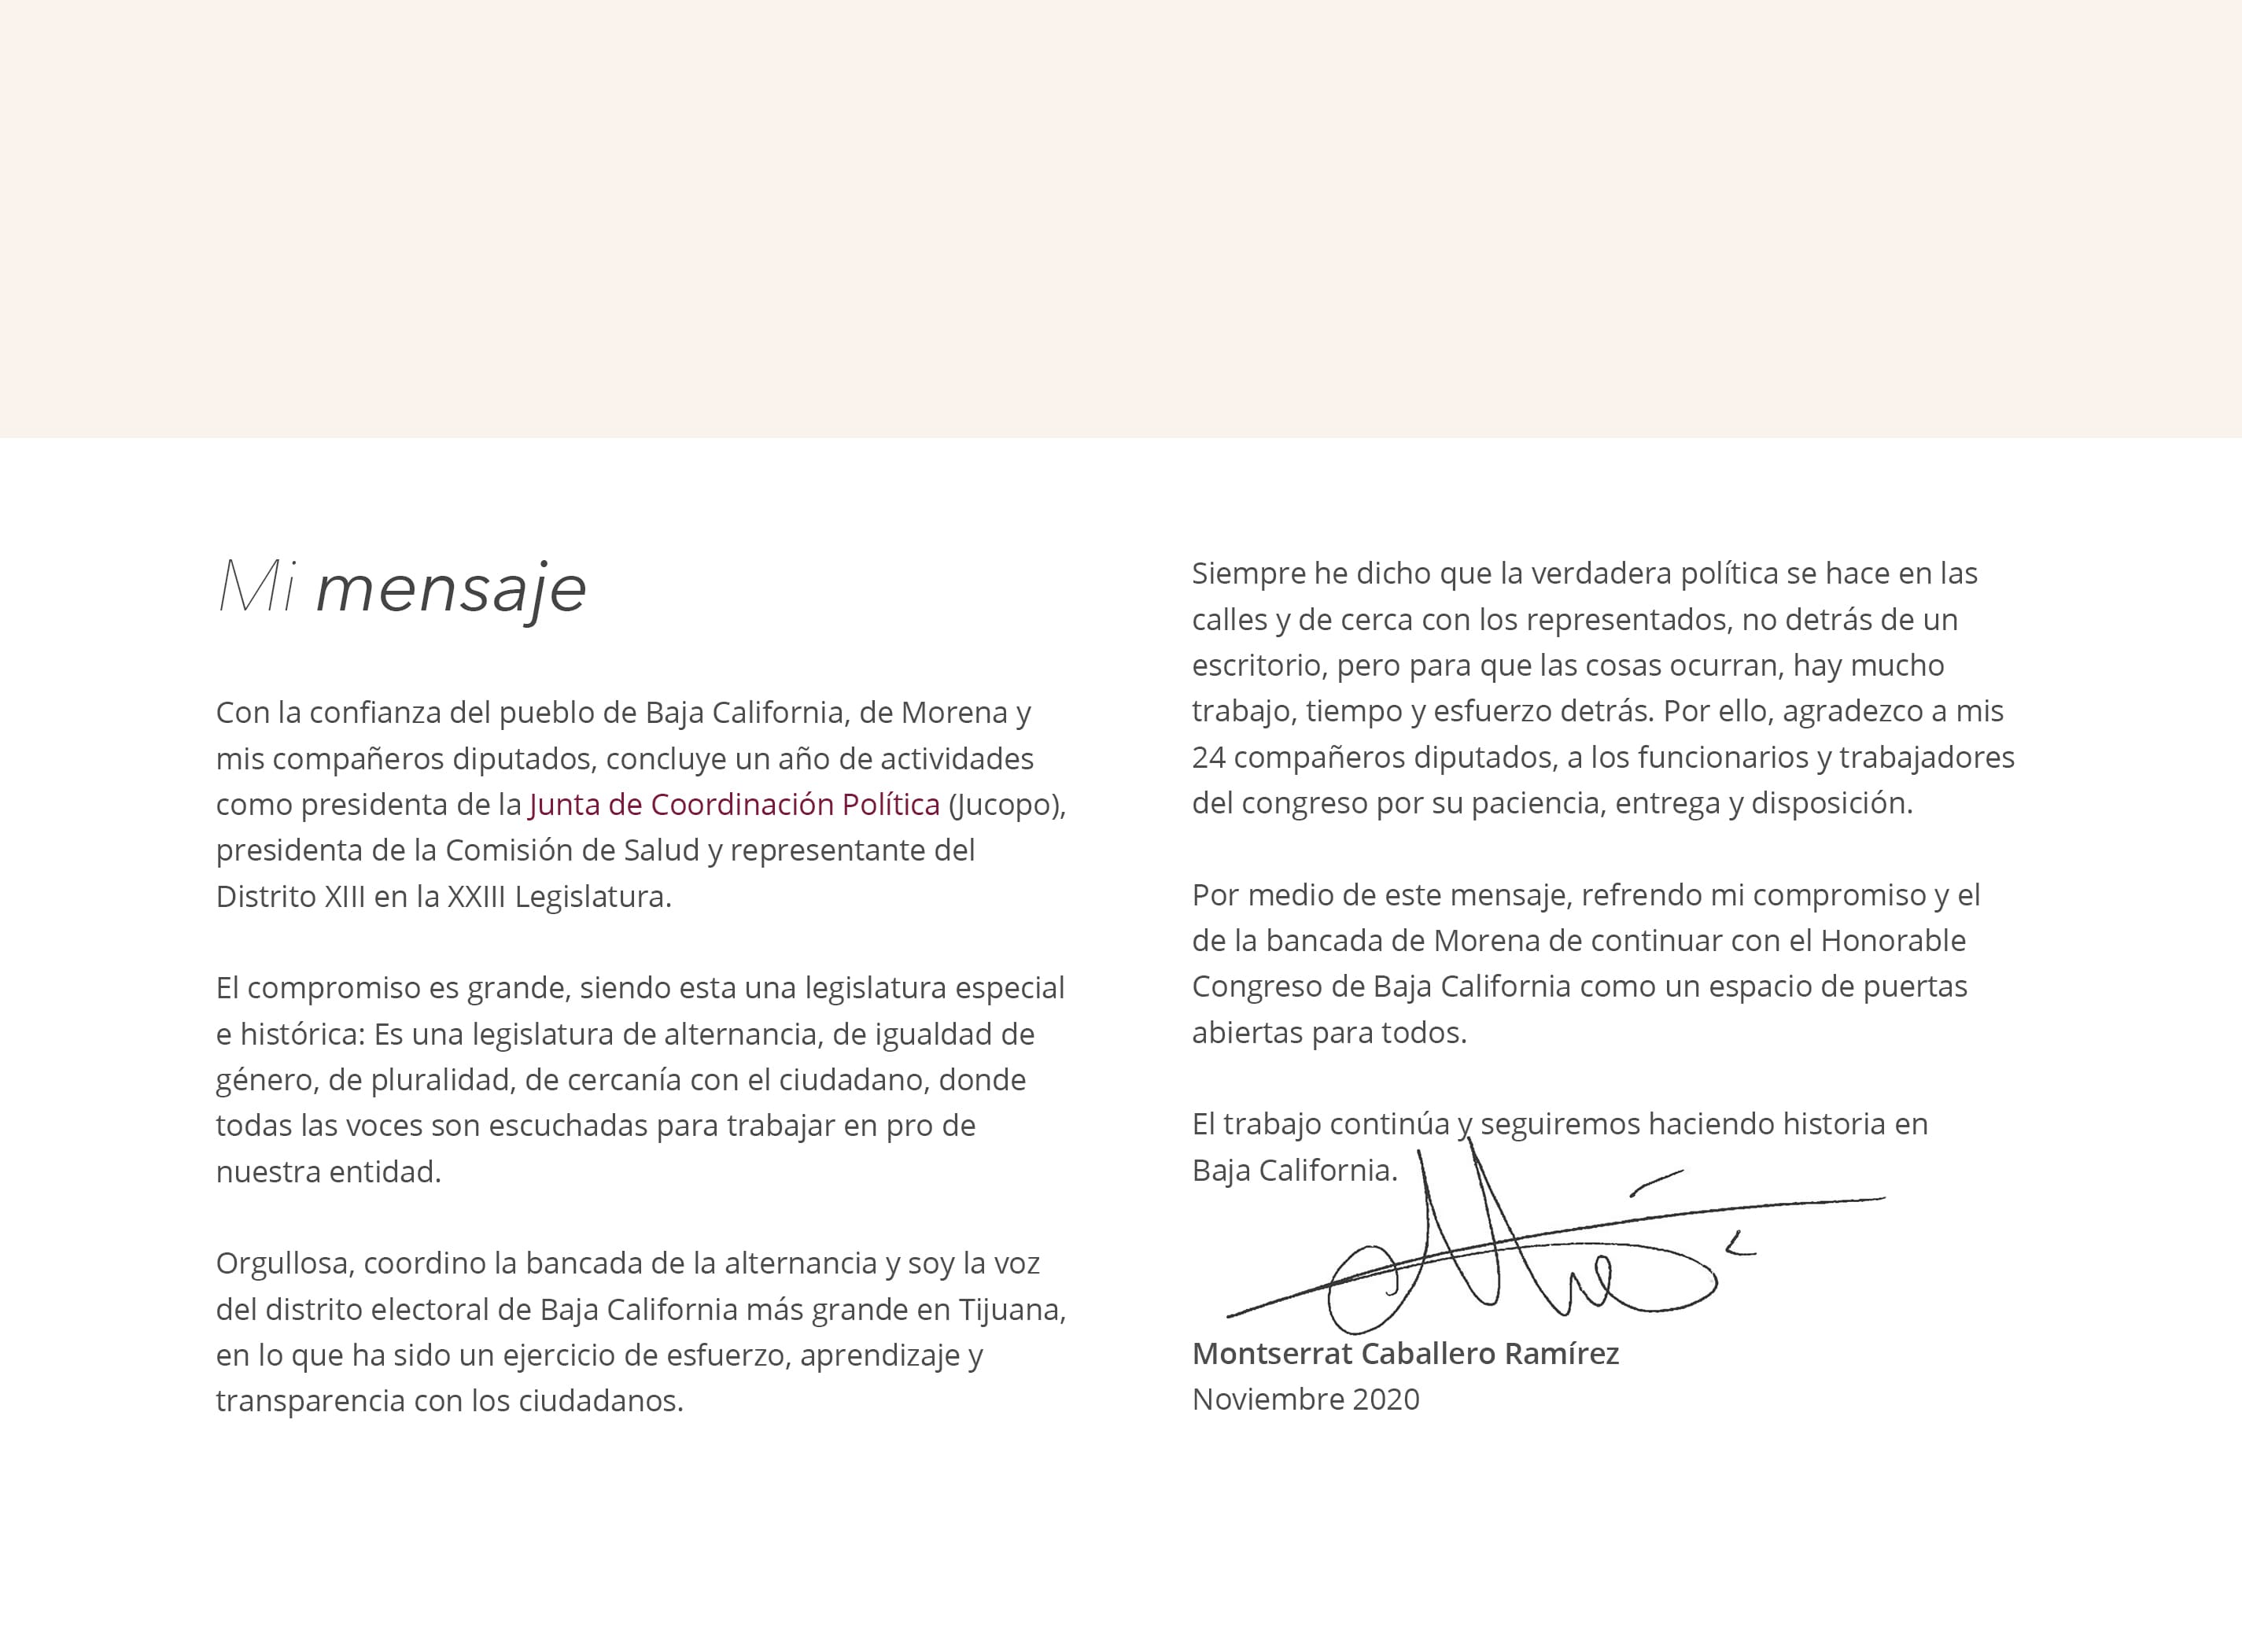 Mi mensaje
Con la confianza del pueblo de Baja California, de Morena y
mis compañeros diputados, concluye un año de actividades
como presidenta de la Junta de Coordinación Política (Jucopo),
presidenta de la Comisión de Salud y representante del
Distrito XIII en la XXIII Legislatura.
El compromiso es grande, siendo esta una legislatura especial
e histórica: Es una legislatura de alternancia, de igualdad de
género, de pluralidad, de cercanía con el ciudadano, donde
todas las voces son escuchadas para trabajar en pro de
nuestra entidad.
Orgullosa, coordino la bancada de la alternancia y soy la voz
del distrito electoral de Baja California más grande en Tijuana,
en lo que ha sido un ejercicio de esfuerzo, aprendizaje y
transparencia con los ciudadanos.
Siempre he dicho que la verdadera política se hace en las
calles y de cerca con los representados, no detrás de un
escritorio, pero para que las cosas ocurran, hay mucho
trabajo, tiempo y esfuerzo detrás. Por ello, agradezco a mis
24 compañeros diputados, a los funcionarios y trabajadores
del congreso por su paciencia, entrega y disposición.
Por medio de este mensaje, refrendo mi compromiso y el
de la bancada de Morena de continuar con el Honorable
Congreso de Baja California como un espacio de puertas
abiertas para todos.
El trabajo continúa y seguiremos haciendo historia en
Baja California.
Montserrat Caballero Ramírez
Noviembre 2020